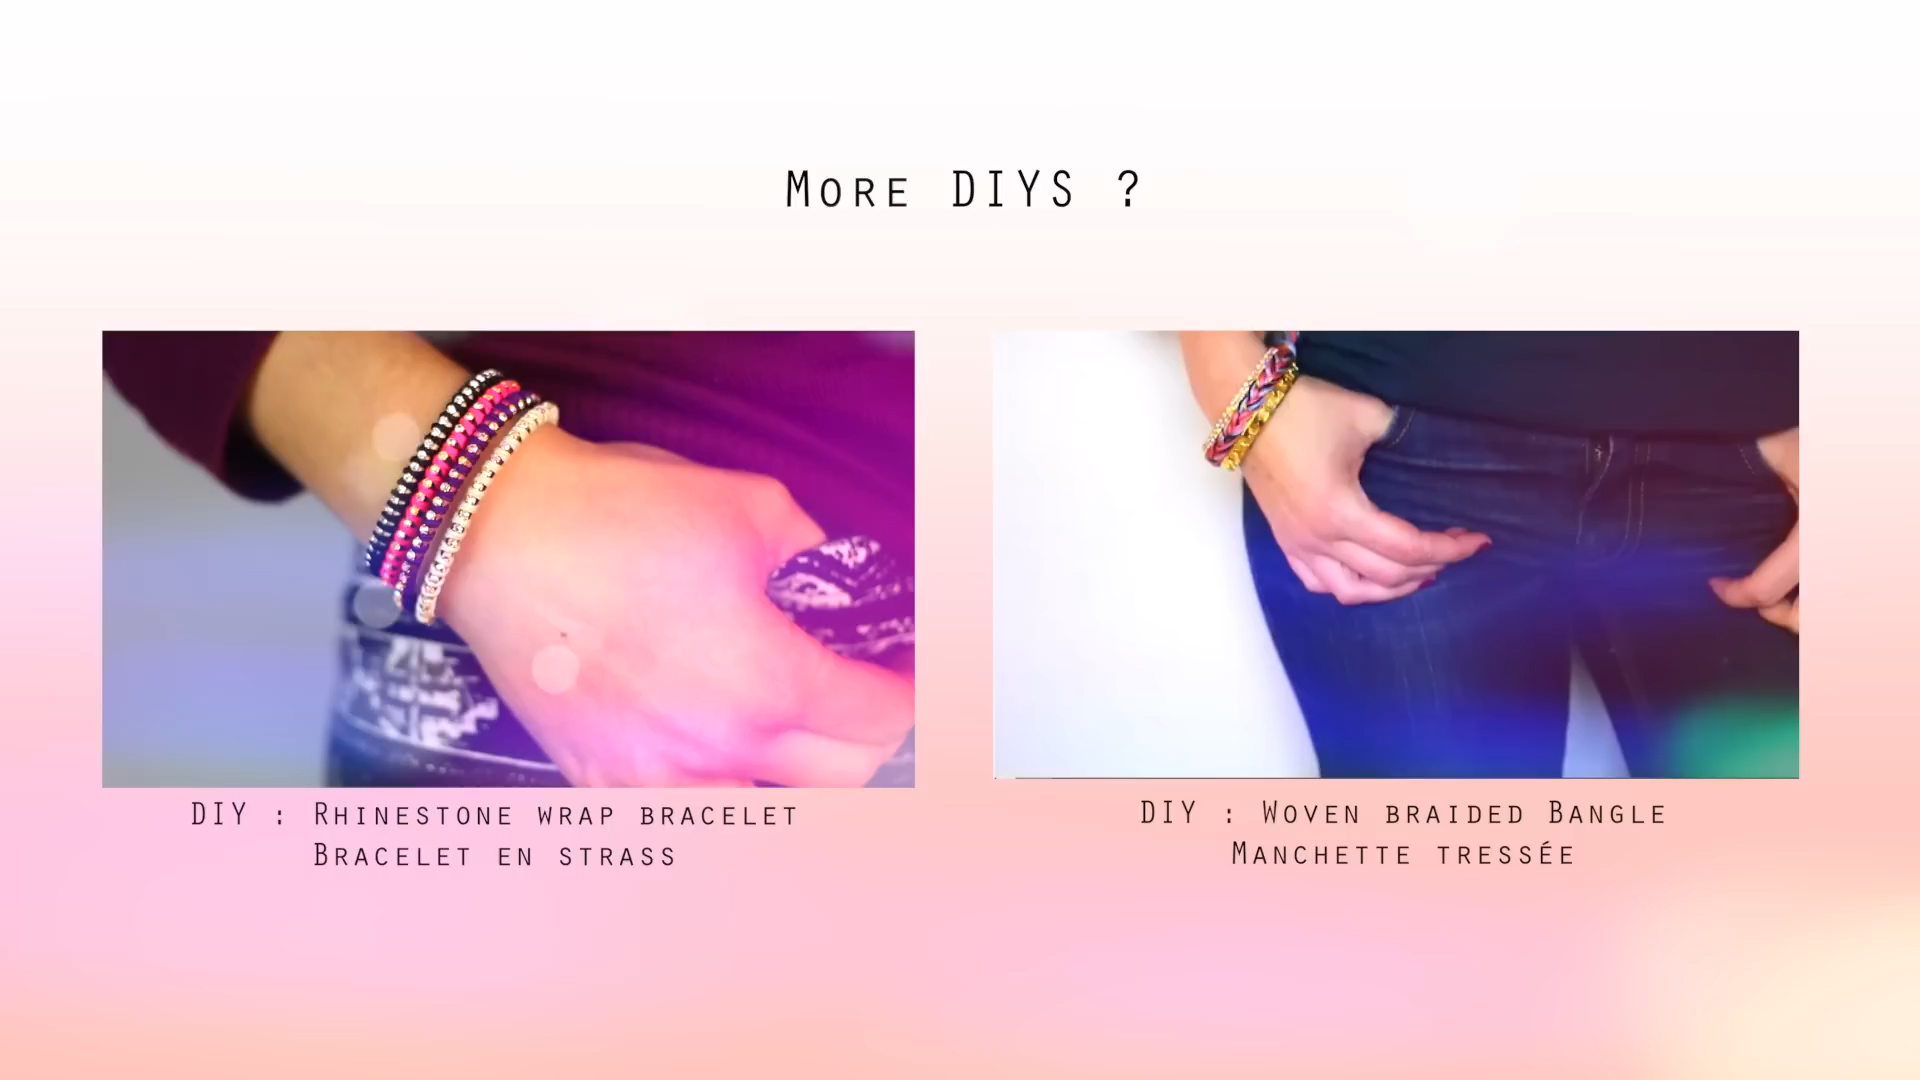 More DIYS ?
DIY : Rhinestone wrap bracelet
Bracelet en strass
DIY : Woven braided Bangle
Manchette tressée